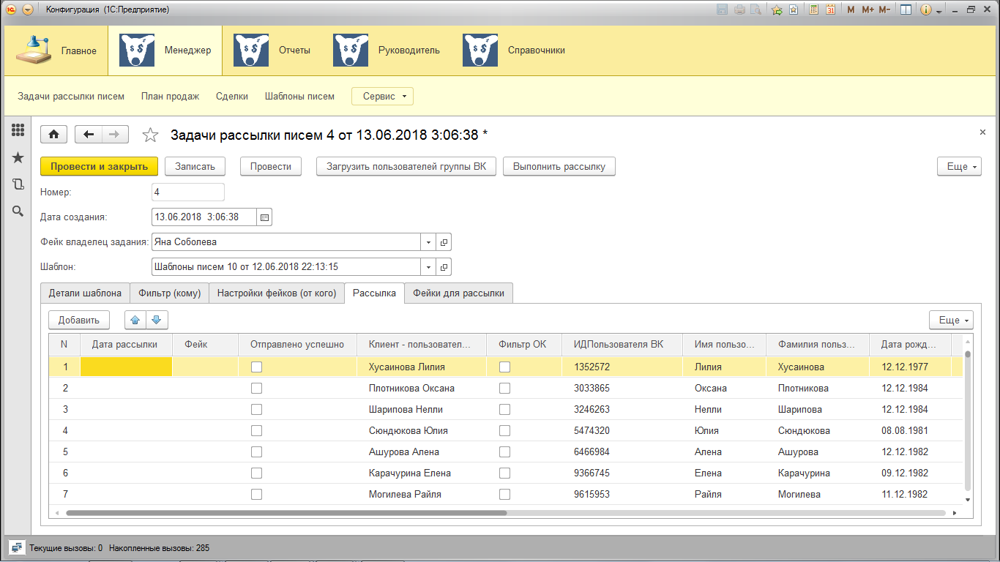 Конфигурация (1С:Предприятие)
M M+ M-
Главное Менеджер Отчеты Руководитель Справочники
Задачи рассылки писем План продаж Сделки Шаблоны писем Сервис
Задачи рассылки писем 4 от 13.06.2018 3:06:38 *
Провести и закрыть Записать Провести Загрузить пользователей группы ВК Выполнить рассылку Еще
Номер: 4
Дата создания: 13.06.2018 3:06:38
Фейк владелец задания: Яна Соболева
Шаблон: Шаблоны писем 10 от 12.06.2018 22:13:15
Детали шаблона Фильтр (кому) Настройки фейков (от кого) Рассылка Фейки для рассылки
Добавить Еще
N Дата рассылки Фейк Отправлено успешно Клиент - пользовател... Фильтр ОК ИДПользователя ВК Имя пользо... Фамилия польз... Дата рожд...
1 Хусаинова Лилия 1352572 Лилия Хусаинова 12.12.1977
2 Плотникова Оксана 3033865 Оксана Плотникова 12.12.1984
3 Шарипова Нелли 3246263 Нелли Шарипова 12.12.1984
4 Сюндюкова Юлия 5474320 Юлия Сюндюкова 08.08.1981
5 Ашурова Алена 6466984 Алена Ашурова 12.12.1982
6 Карачурина Елена 9366745 Елена Карачурина 09.12.1982
7 Могилева Райля 9615953 Райля Могилева 11.12.1982
Текущие вызовы: 0 Накопленные вызовы: 285